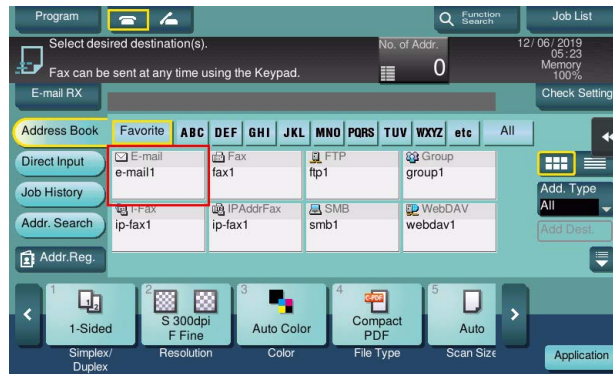 Program
Function
Search
Job List
Select desired destination(s).
Fax can be sent at any time using the Keypad.
No. of Addr.
0
12/06/2019
05:23
Memory
100%
E-mail RX
Check Setting
Address Book
Favorite
ABC
DEF
GHI
JKL
MNO
PQRS
TUV
WXYZ
etc
All
Direct Input
Job History
Addr. Search
Addr.Reg.
E-mail
e-mail1
Fax
fax1
FTP
ftp1
Group
group1
I-Fax
ip-fax1
IPAddrFax
ip-fax1
SMB
smb1
WebDAV
webdav1
Add. Type
All
Add Dest.
1
1-Sided
Simplex/
Duplex
2
S 300dpi
F Fine
Resolution
3
Auto Color
Color
4
C-PDF
Compact
PDF
File Type
5
Auto
Scan Size
Application